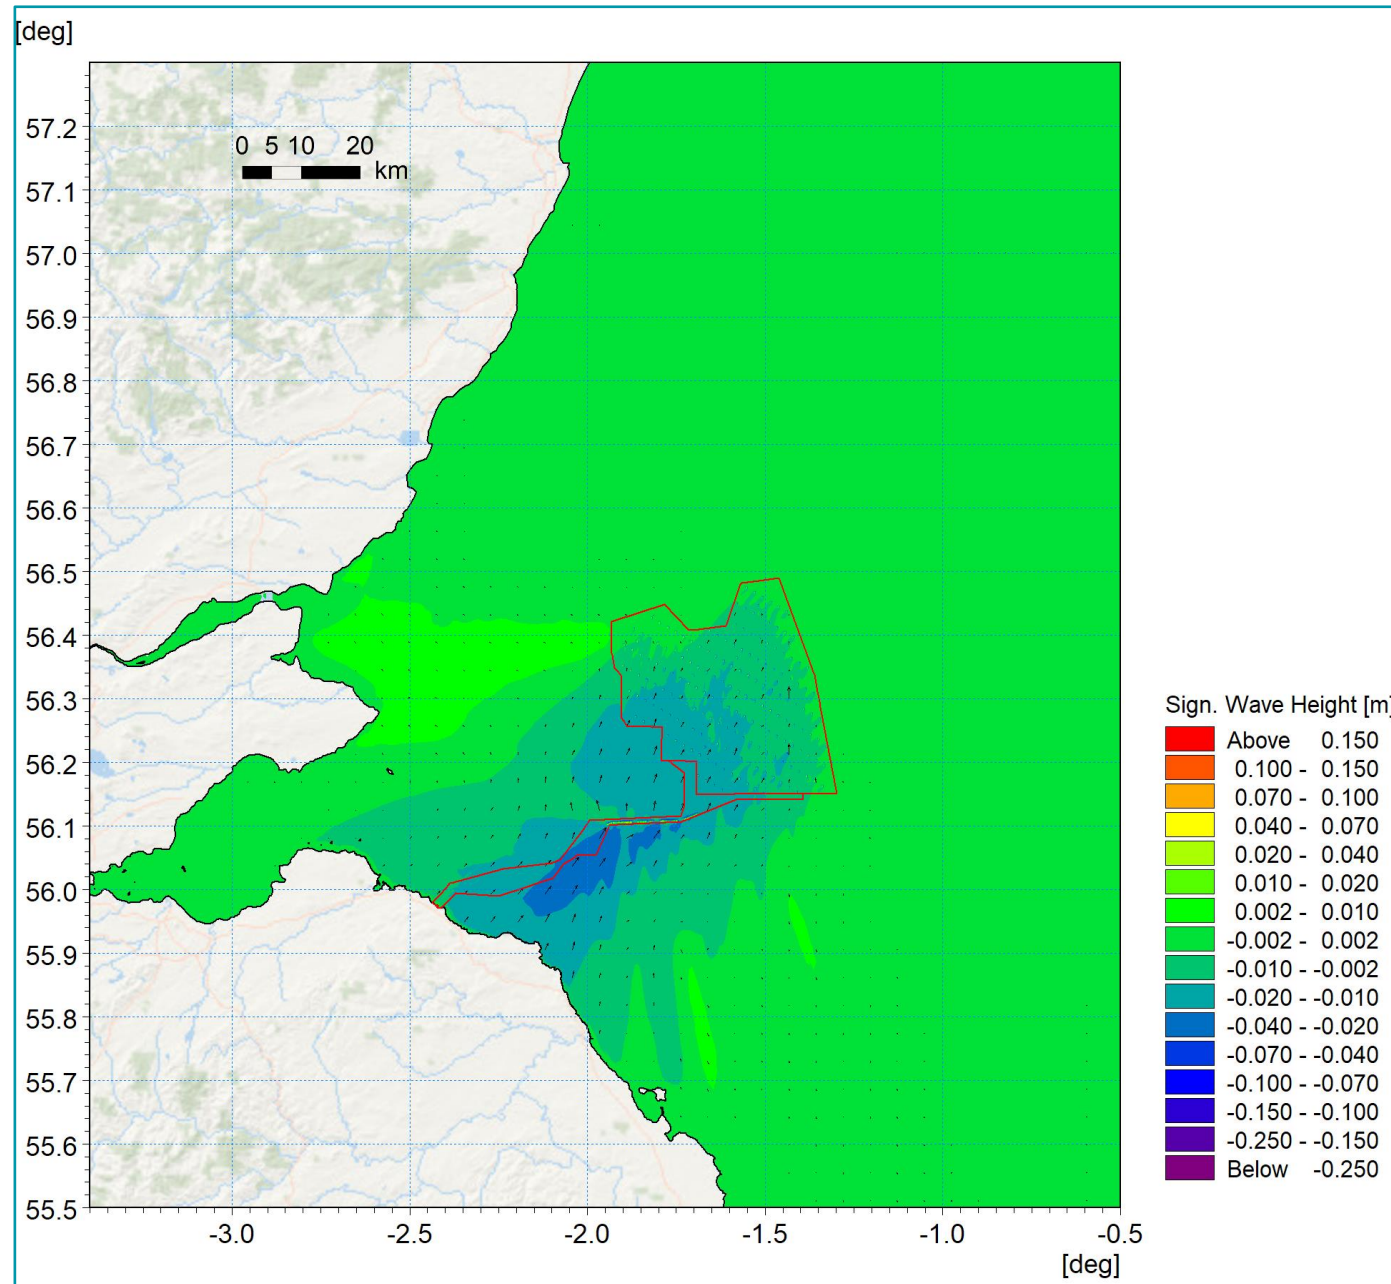 [deg]
57.2
57.1
57.0
56.9
56.8
56.7
56.6
56.5
56.4
56.3
56.2
56.1
56.0
55.9
55.8
55.7
55.6
55.5
0 5 10 20
km
-3.0 -2.5 -2.0 -1.5 -1.0 -0.5
[deg]
Sign. Wave Height [m]
Above 0.150
0.100 - 0.150
0.070 - 0.100
0.040 - 0.070
0.020 - 0.040
0.010 - 0.020
0.002 - 0.010
-0.002 - 0.002
-0.010 - -0.002
-0.020 - -0.010
-0.040 - -0.020
-0.070 - -0.040
-0.100 - -0.070
-0.150 - -0.100
-0.250 - -0.150
Below -0.250